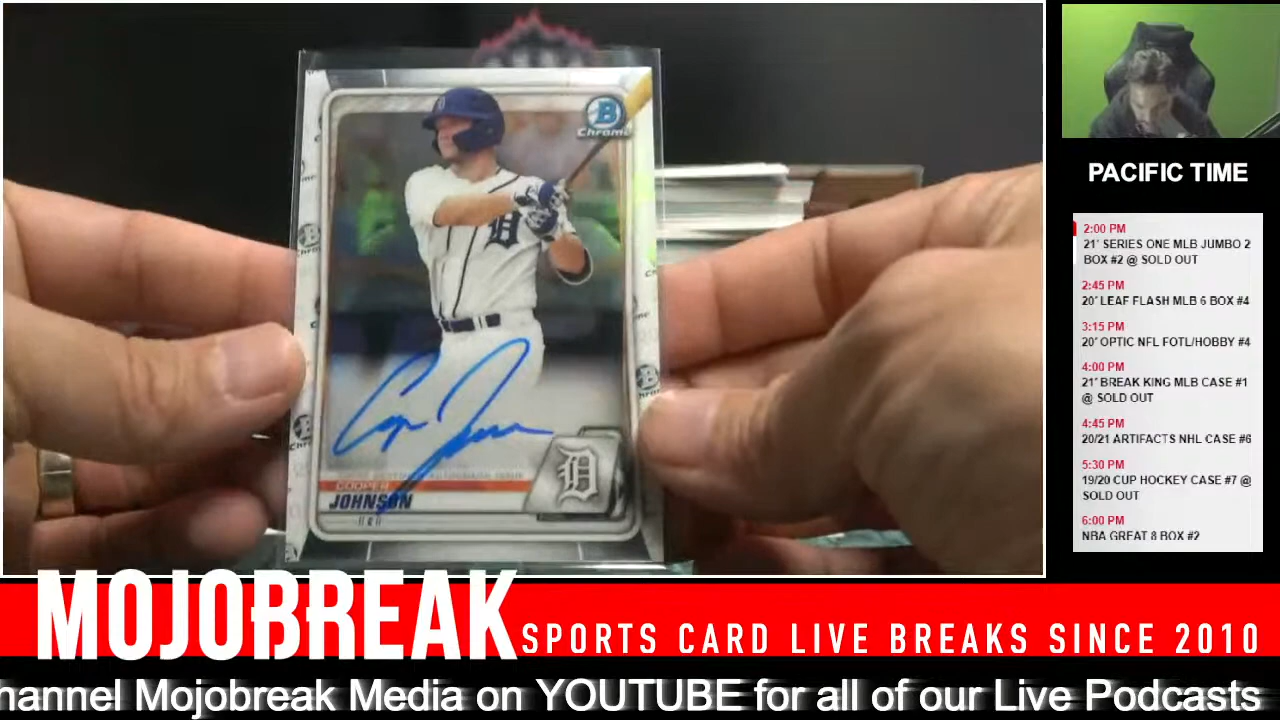 B
Chrome
D
COOPER
JOHNSON
D
PACIFIC TIME
2:00 PM
21' SERIES ONE MLB JUMBO 2
BOX #2 @ SOLD OUT
2:45 PM
20' LEAF FLASH MLB 6 BOX #4
3:15 PM
20' OPTIC NFL FOTL/HOBBY #4
4:00 PM
21' BREAK KING MLB CASE #1
@ SOLD OUT
4:45 PM
20/21 ARTIFACTS NHL CASE #6
5:30 PM
19/20 CUP HOCKEY CASE #7 @
SOLD OUT
6:00 PM
NBA GREAT 8 BOX #2
MOJOBREAK
SPORTS CARD LIVE BREAKS SINCE 2010
hannel Mojobreak Media on YOUTUBE for all of our Live Podcasts